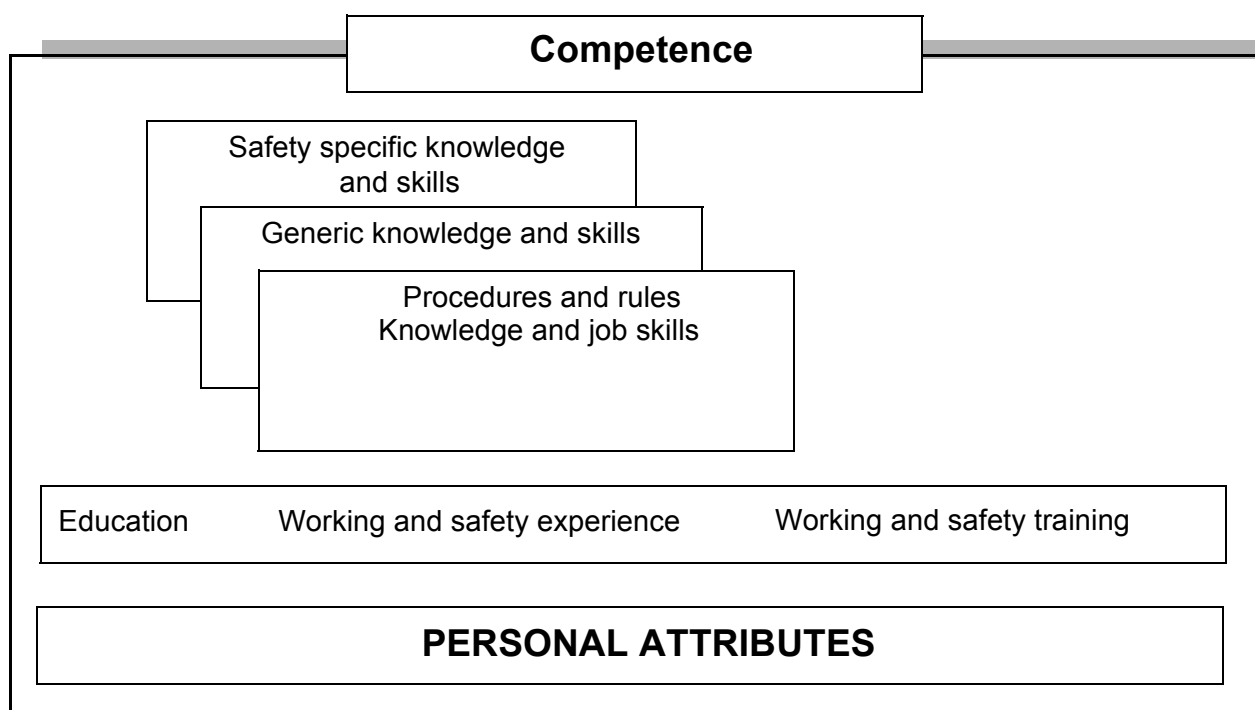 Competence
Safety specific knowledge
and skills
Generic knowledge and skills
Procedures and rules
Knowledge and job skills
Education Working and safety experience Working and safety training
PERSONAL ATTRIBUTES